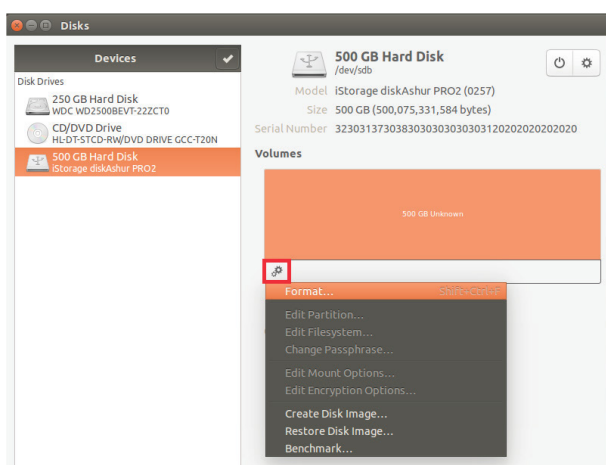 Disks
Devices
Disk Drives
250 GB Hard Disk
WDC WD2500BEVT-22ZCT0
CD/DVD Drive
HL-DT-STCD-RW/DVD DRIVE GCC-T20N
500 GB Hard Disk
iStorage diskAshur PRO2
500 GB Hard Disk
/dev/sdb
Model iStorage diskAshur PRO2 (0257)
Size 500 GB (500,075,331,584 bytes)
Serial Number 32303137303830303030303031202020202020
Volumes
500 GB Unknown
Format... Shift+Ctrl+F
Edit Partition...
Edit Filesystem...
Change Passphrase...
Edit Mount Options...
Edit Encryption Options...
Create Disk Image...
Restore Disk Image...
Benchmark...